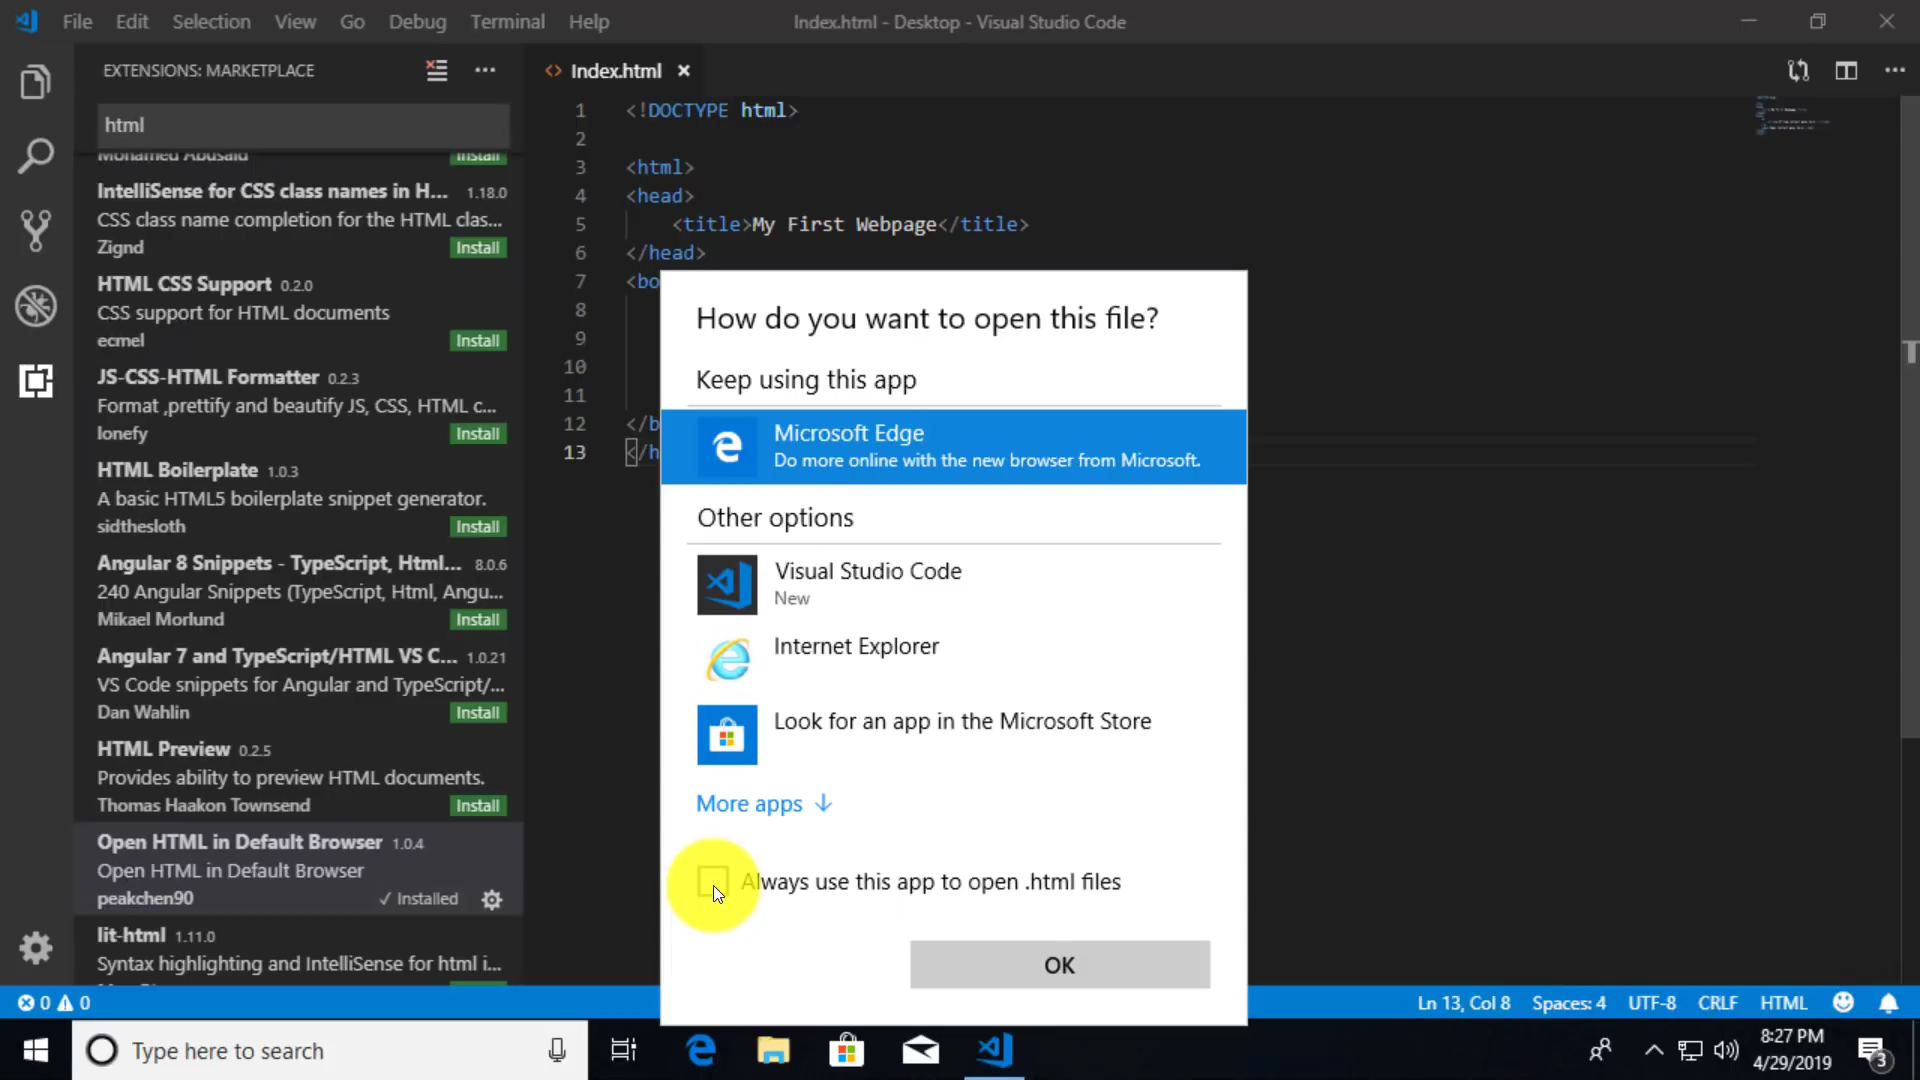 File Edit Selection View Go Debug Terminal Help
Index.html - Desktop - Visual Studio Code
EXTENSIONS: MARKETPLACE
html
Mohamed Abusaid
Install
IntelliSense for CSS class names in H... 1.18.0
CSS class name completion for the HTML clas...
Zignd Install
HTML CSS Support 0.2.0
CSS support for HTML documents
ecmel Install
JS-CSS-HTML Formatter 0.2.3
Format ,prettify and beautify JS, CSS, HTML c...
lonefy Install
HTML Boilerplate 1.0.3
A basic HTML5 boilerplate snippet generator.
sidthesloth Install
Angular 8 Snippets - TypeScript, Html... 8.0.6
240 Angular Snippets (TypeScript, Html, Angu...
Mikael Morlund Install
Angular 7 and TypeScript/HTML VS C... 1.0.21
VS Code snippets for Angular and TypeScript/...
Dan Wahlin Install
HTML Preview 0.2.5
Provides ability to preview HTML documents.
Thomas Haakon Townsend Install
Open HTML in Default Browser 1.0.4
Open HTML in Default Browser
peakchen90 ✓ Installed
lit-html 1.11.0
Syntax highlighting and IntelliSense for html i...
Index.html
1 <!DOCTYPE html>
2
3 <html>
4 <head>
5 <title>My First Webpage</title>
6 </head>
7 <bo
8
9
10
11
12 </b
13 </h
How do you want to open this file?
Keep using this app
Microsoft Edge
Do more online with the new browser from Microsoft.
Other options
Visual Studio Code
New
Internet Explorer
Look for an app in the Microsoft Store
More apps
Always use this app to open .html files
OK
0 0
Ln 13, Col 8 Spaces: 4 UTF-8 CRLF HTML
Type here to search
8:27 PM
4/29/2019
3